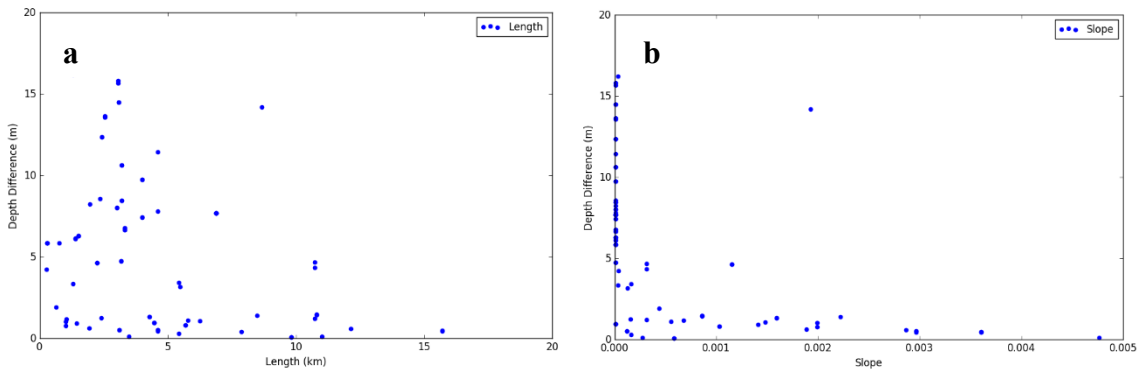 a
Length
20
15
10
5
0
Depth Difference (m)
0 5 10 15 20
Length (km)
b
Slope
20
15
10
5
0
Depth Difference (m)
0.000 0.001 0.002 0.003 0.004 0.005
Slope